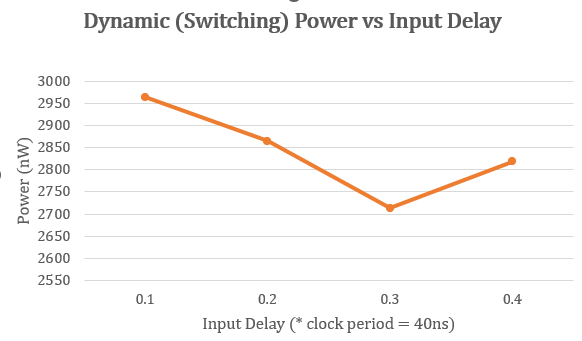 Dynamic (Switching) Power vs Input Delay
3000
2950
2900
2850
2800
2750
2700
2650
2600
2550
Power (nW)
0.1 0.2 0.3 0.4
Input Delay (* clock period = 40ns)